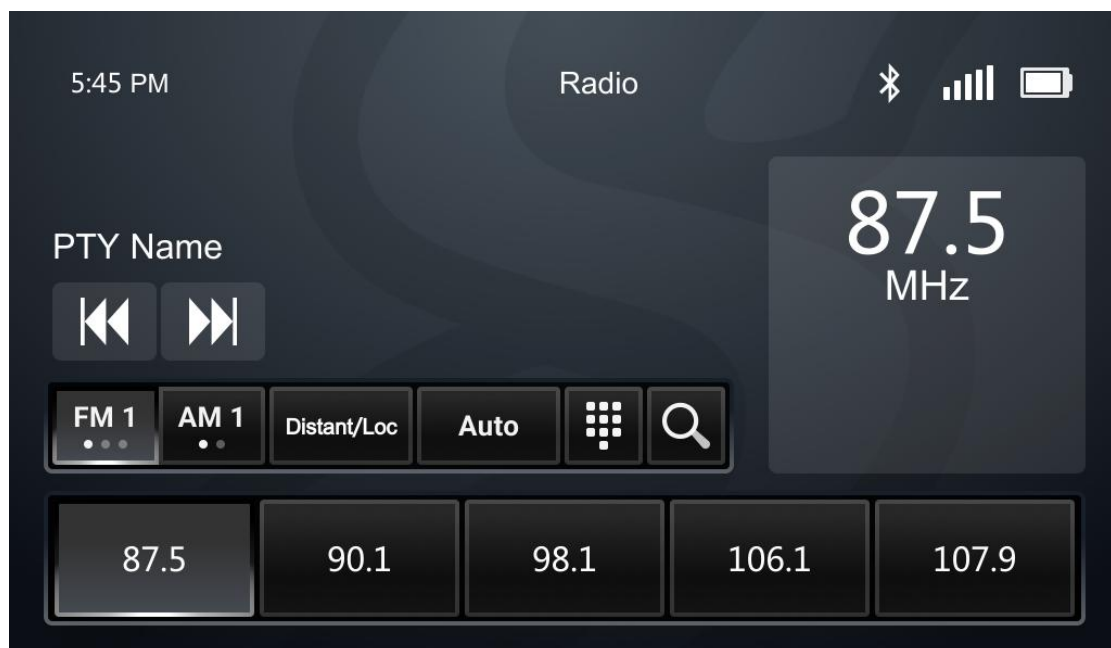 5:45 PM
Radio
87.5
MHz
PTY Name
FM 1
AM 1
Distant/Loc
Auto
87.5
90.1
98.1
106.1
107.9